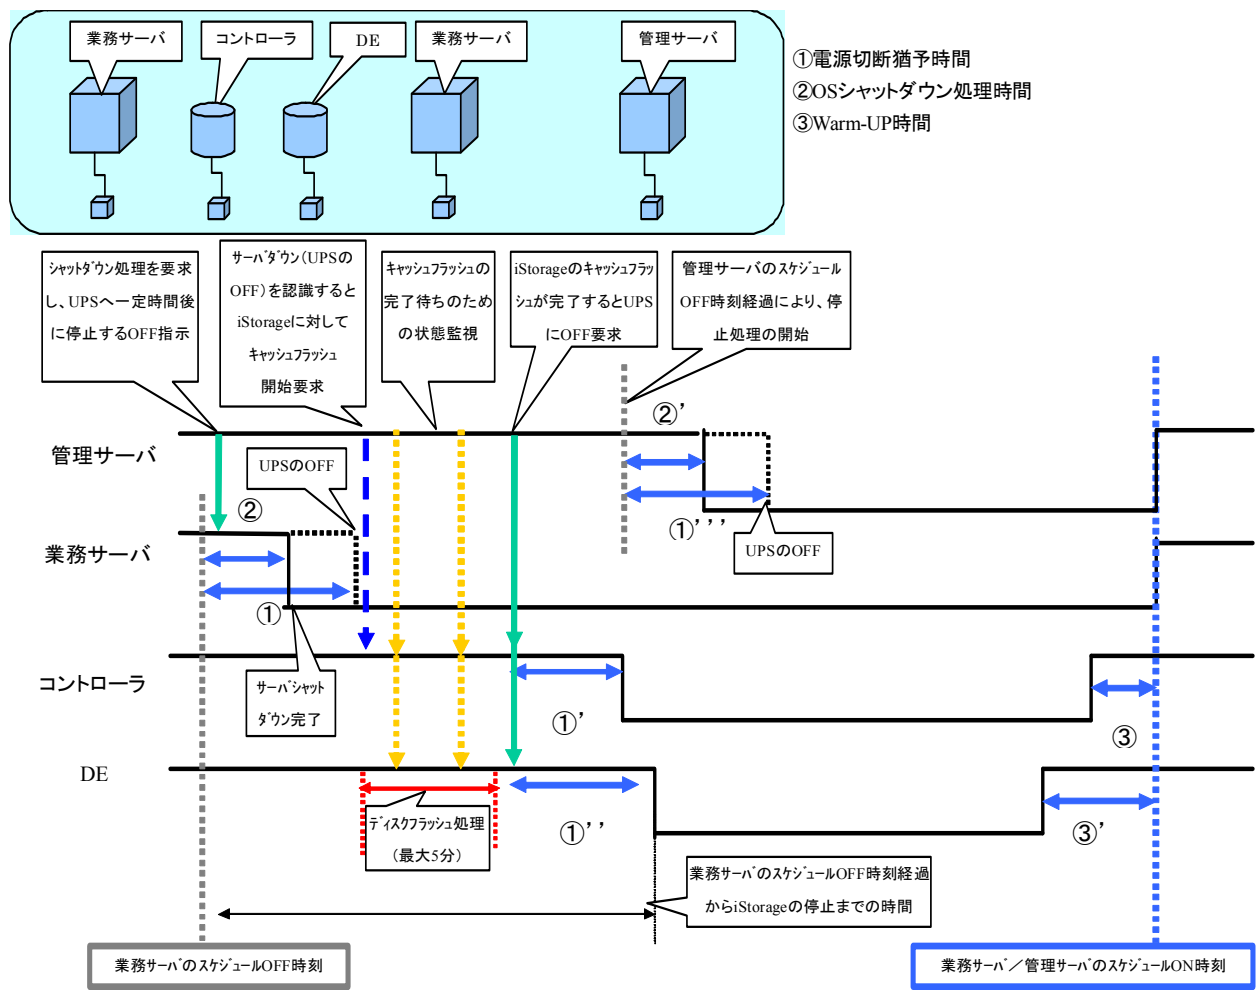 業務サーバ
コントローラ
DE
業務サーバ
管理サーバ
①電源切断猶予時間
②OSシャットダウン処理時間
③Warm-UP時間
ｼｬｯﾄﾀﾞｳﾝ処理を要求
し、UPSへ一定時間後
に停止するOFF指示
ｻｰﾊﾞﾀﾞｳﾝ(UPSの
OFF)を認識すると
iStorageに対して
ｷｬｯｼｭﾌﾗｯｼｭ
開始要求
ｷｬｯｼｭﾌﾗｯｼｭの
完了待ちのため
の状態監視
iStorageのｷｬｯｼｭﾌﾗｯ
ｼｭが完了するとUPS
にOFF要求
管理ｻｰﾊﾞのｽｹｼﾞｭｰﾙ
OFF時刻経過により、停
止処理の開始
②'
管理サーバ
UPSのOFF
②
①'''
UPSのOFF
業務サーバ
①
コントローラ
ｻｰﾊﾞｼｬｯﾄ
ﾀﾞｳﾝ完了
①'
③
DE
ﾃﾞｨｽｸﾌﾗｯｼｭ処理
(最大5分)
①''
③'
業務ｻｰﾊﾞのｽｹｼﾞｭｰﾙOFF時刻経過
からiStorageの停止までの時間
業務ｻｰﾊﾞのｽｹｼﾞｭｰﾙOFF時刻
業務ｻｰﾊﾞ／管理ｻｰﾊﾞのｽｹｼﾞｭｰﾙON時刻